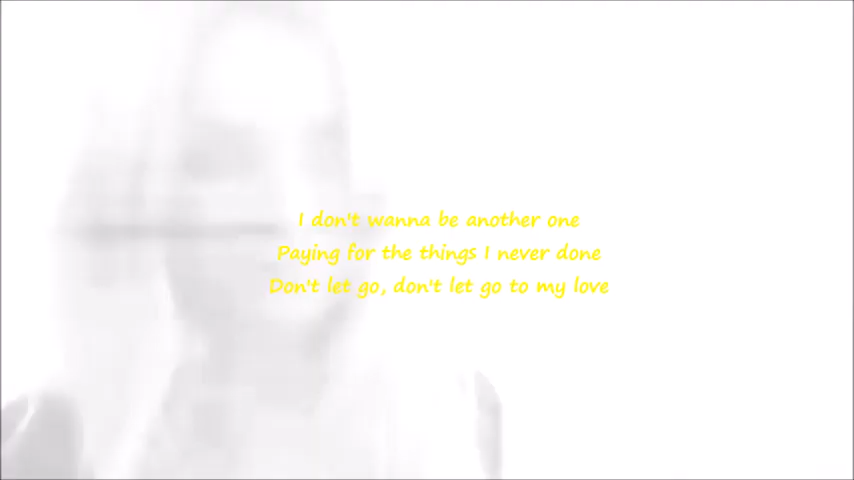 I don't wanna be another one
Paying for the things I never done
Don't let go, don't let go to my love